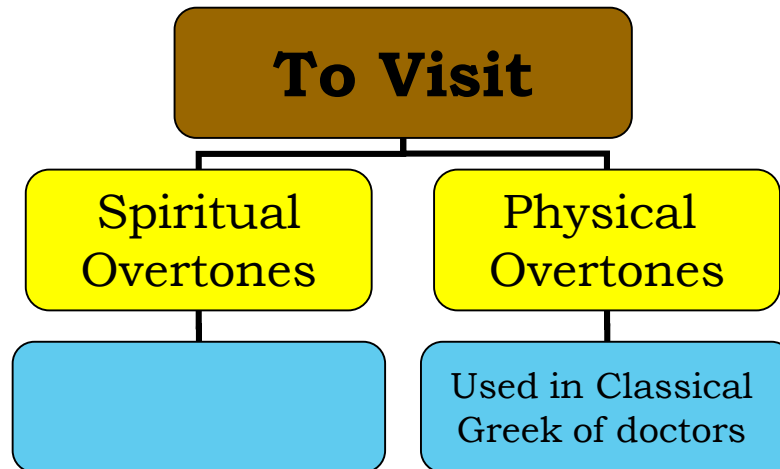 To Visit
Spiritual
Overtones
Physical
Overtones
Used in Classical
Greek of doctors